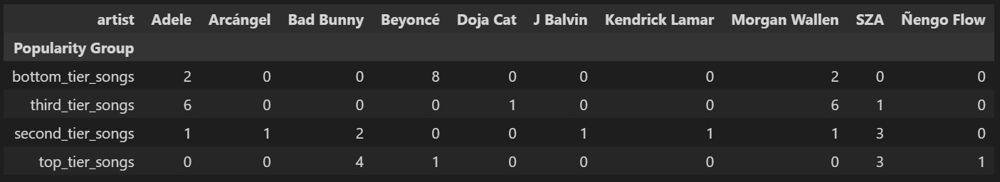 artist Adele Arcángel Bad Bunny Beyoncé Doja Cat J Balvin Kendrick Lamar Morgan Wallen SZA Ñengo Flow
Popularity Group
bottom_tier_songs 2 0 0 8 0 0 0 2 0 0
third_tier_songs 6 0 0 0 1 0 0 6 1 0
second_tier_songs 1 1 2 0 0 1 1 1 3 0
top_tier_songs 0 0 4 1 0 0 0 0 3 1